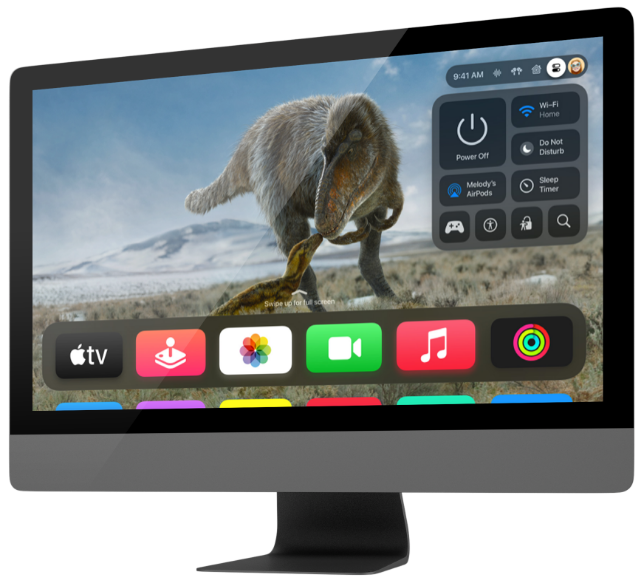 9:41 AM
Power Off
Wi-Fi
Home
Do Not
Disturb
Melody's
AirPods
Sleep
Timer
Swipe up for full screen
tv